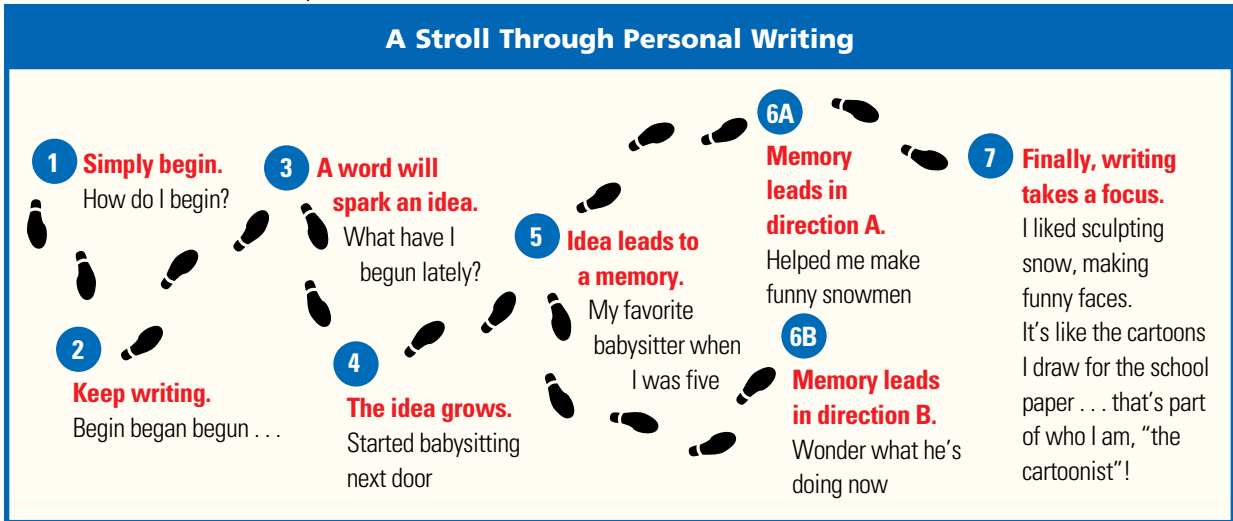 A Stroll Through Personal Writing
1
Simply begin.
How do I begin?
2
Keep writing.
Begin began begun . . .
3
A word will
spark an idea.
What have I
begun lately?
4
The idea grows.
Started babysitting
next door
5
Idea leads to
a memory.
My favorite
babysitter when
I was five
6A
Memory
leads in
direction A.
Helped me make
funny snowmen
6B
Memory leads
in direction B.
Wonder what he's
doing now
7
Finally, writing
takes a focus.
I liked sculpting
snow, making
funny faces.
It's like the cartoons
I draw for the school
paper . . . that's part
of who I am, "the
cartoonist"!